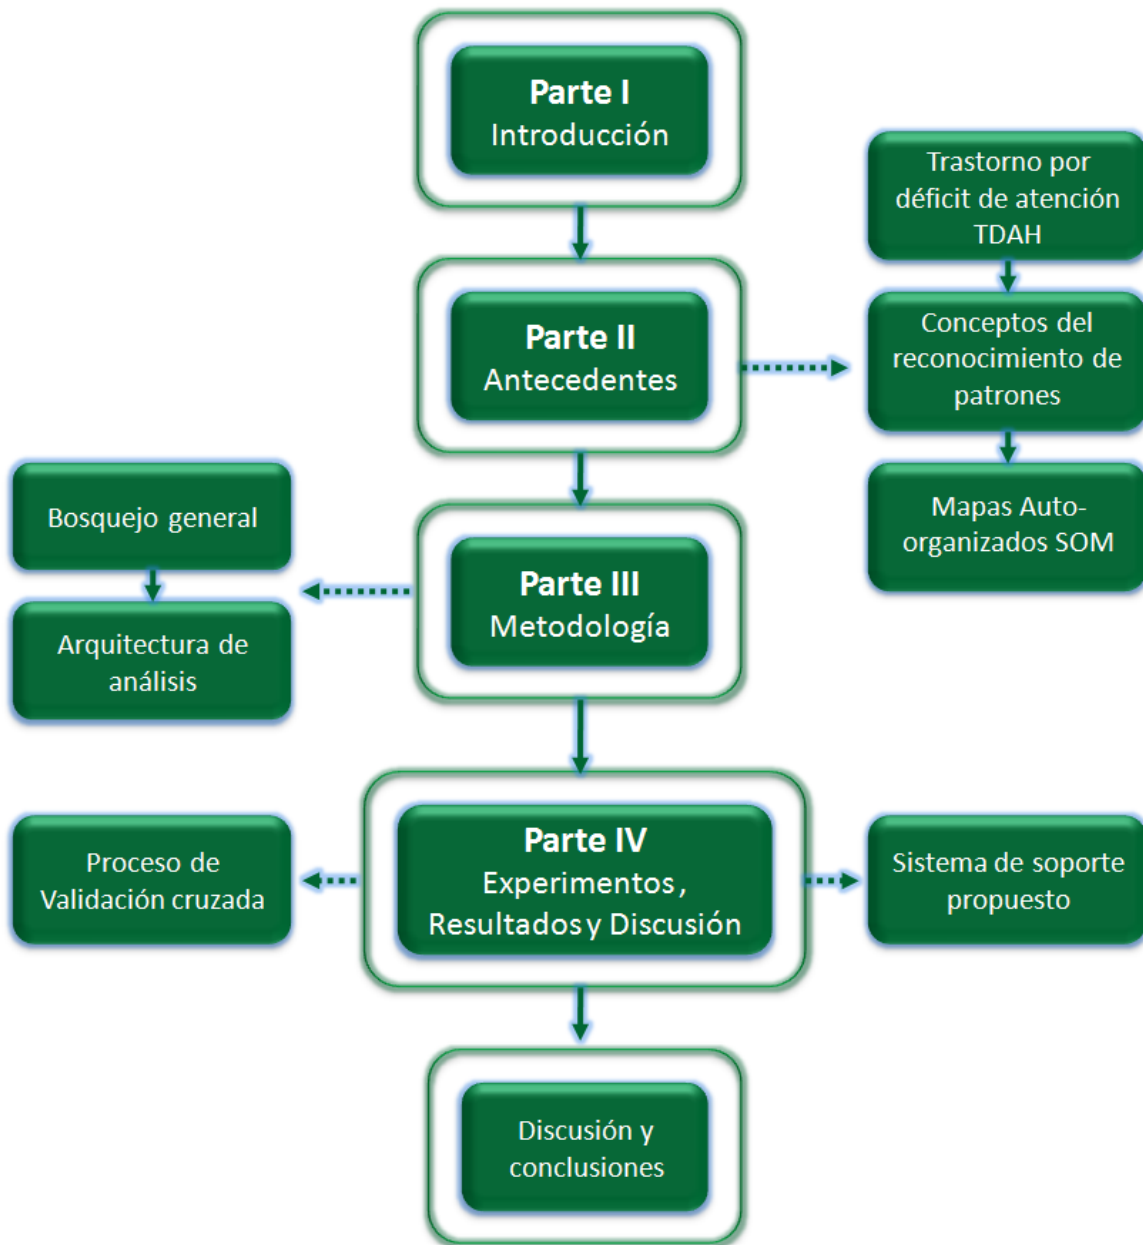 Parte I
Introducción
Trastorno por
déficit de atención
TDAH
Parte II
Antecedentes
Conceptos del
reconocimiento de
patrones
Mapas Auto-
organizados SOM
Bosquejo general
Arquitectura de
análisis
Parte III
Metodología
Proceso de
Validación cruzada
Parte IV
Experimentos,
Resultados y Discusión
Sistema de soporte
propuesto
Discusión y
conclusiones